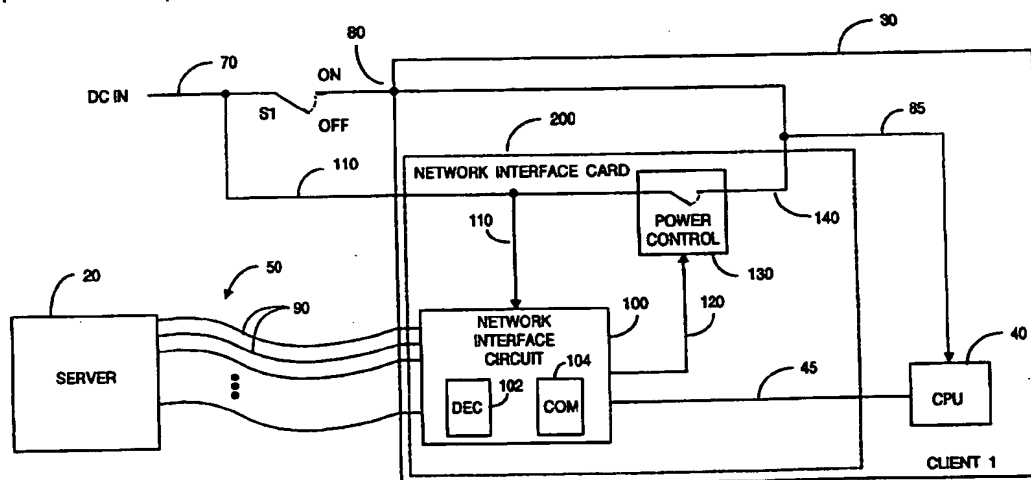 30
80
ON
70
DC IN
S1
OFF
85
200
NETWORK INTERFACE CARD
110
140
110
POWER
CONTROL
130
20
50
90
100
120
NETWORK
INTERFACE
CIRCUIT
40
SERVER
104
45
DEC
102
COM
CPU
CLIENT 1